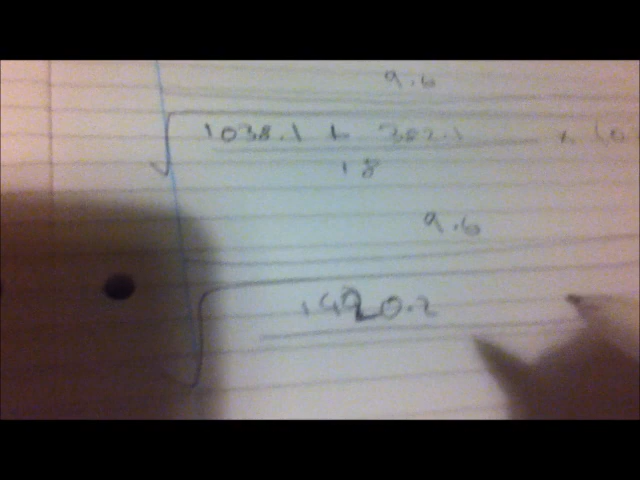 9.6
√ 1038.1 + 382.1
18
9.6
√ 1420.2